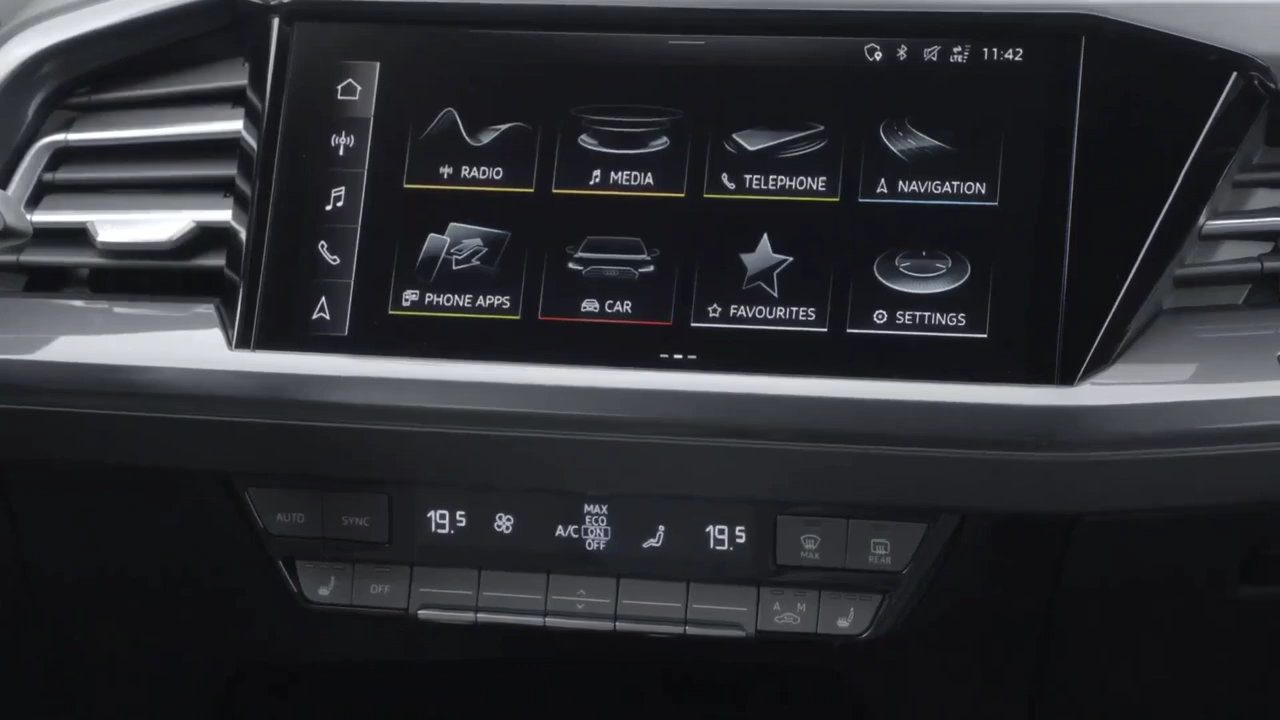 LTE 11:42
RADIO
MEDIA
TELEPHONE
NAVIGATION
PHONE APPS
CAR
FAVOURITES
SETTINGS
AUTO
SYNC
19.5
A/C
MAX
ECO
ON
OFF
19.5
MAX
REAR
OFF
A M